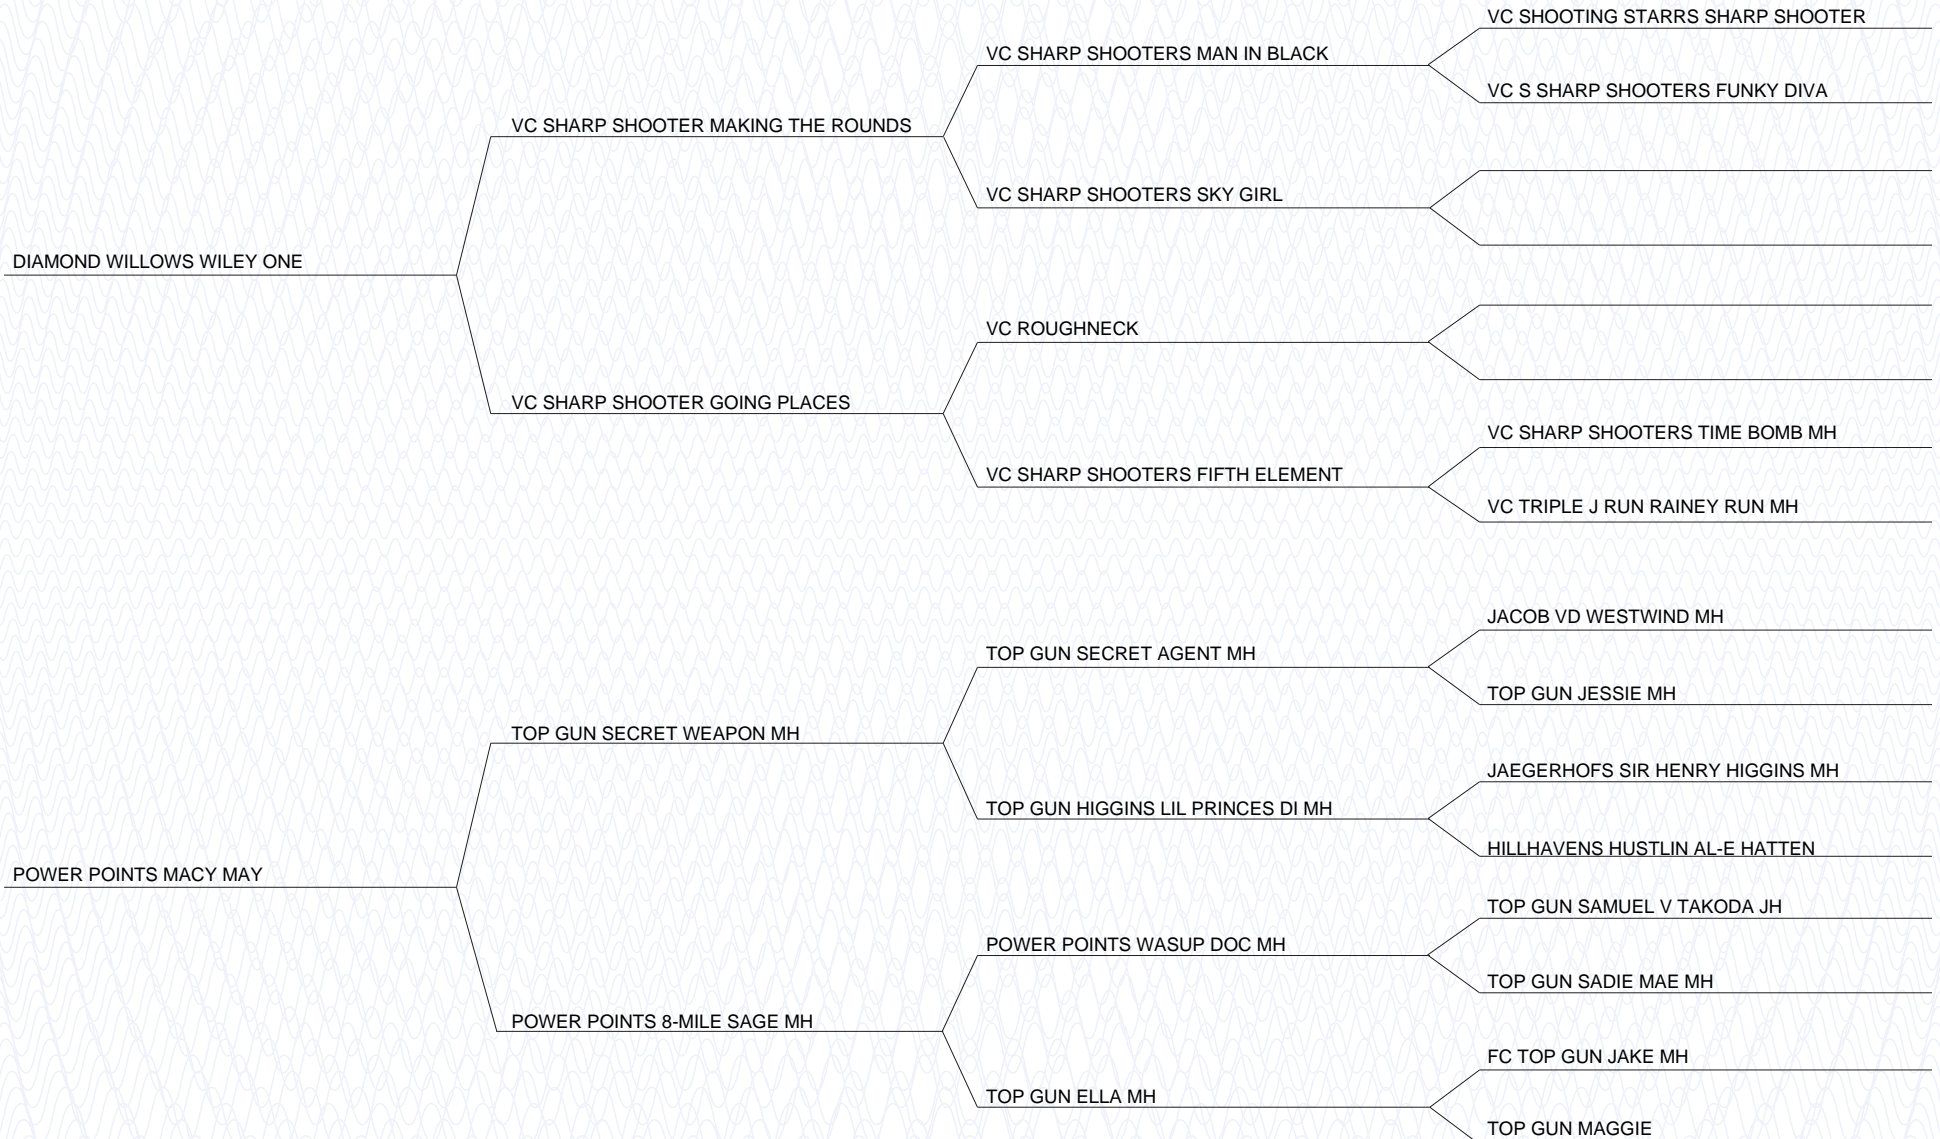 VC SHOOTING STARRS SHARP SHOOTER
VC SHARP SHOOTERS MAN IN BLACK
VC S SHARP SHOOTERS FUNKY DIVA
VC SHARP SHOOTER MAKING THE ROUNDS
VC SHARP SHOOTERS SKY GIRL
DIAMOND WILLOWS WILEY ONE
VC ROUGHNECK
VC SHARP SHOOTER GOING PLACES
VC SHARP SHOOTERS TIME BOMB MH
VC SHARP SHOOTERS FIFTH ELEMENT
VC TRIPLE J RUN RAINEY RUN MH
JACOB VD WESTWIND MH
TOP GUN SECRET AGENT MH
TOP GUN JESSIE MH
TOP GUN SECRET WEAPON MH
JAEGERHOFS SIR HENRY HIGGINS MH
TOP GUN HIGGINS LIL PRINCES DI MH
HILLHAVENS HUSTLIN AL-E HATTEN
POWER POINTS MACY MAY
TOP GUN SAMUEL V TAKODA JH
POWER POINTS WASUP DOC MH
TOP GUN SADIE MAE MH
POWER POINTS 8-MILE SAGE MH
FC TOP GUN JAKE MH
TOP GUN ELLA MH
TOP GUN MAGGIE